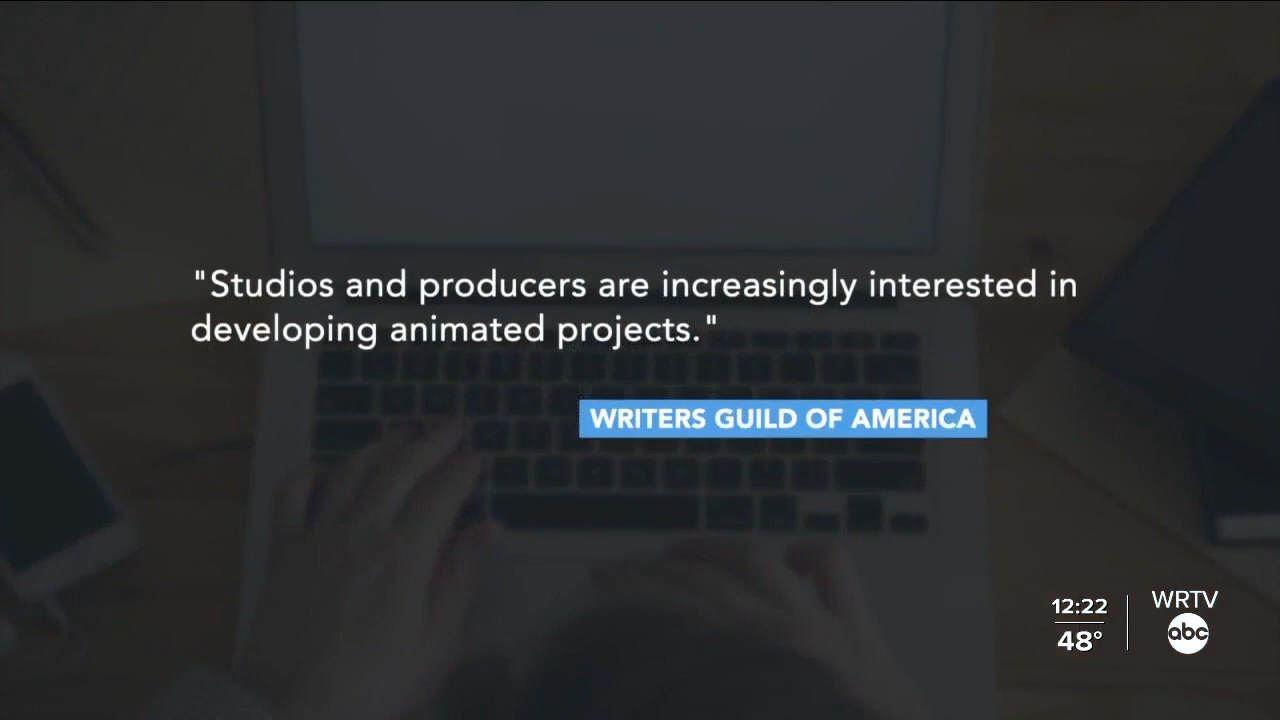 "Studios and producers are increasingly interested in
developing animated projects."
WRITERS GUILD OF AMERICA
12:22
48°
WRTV
abc